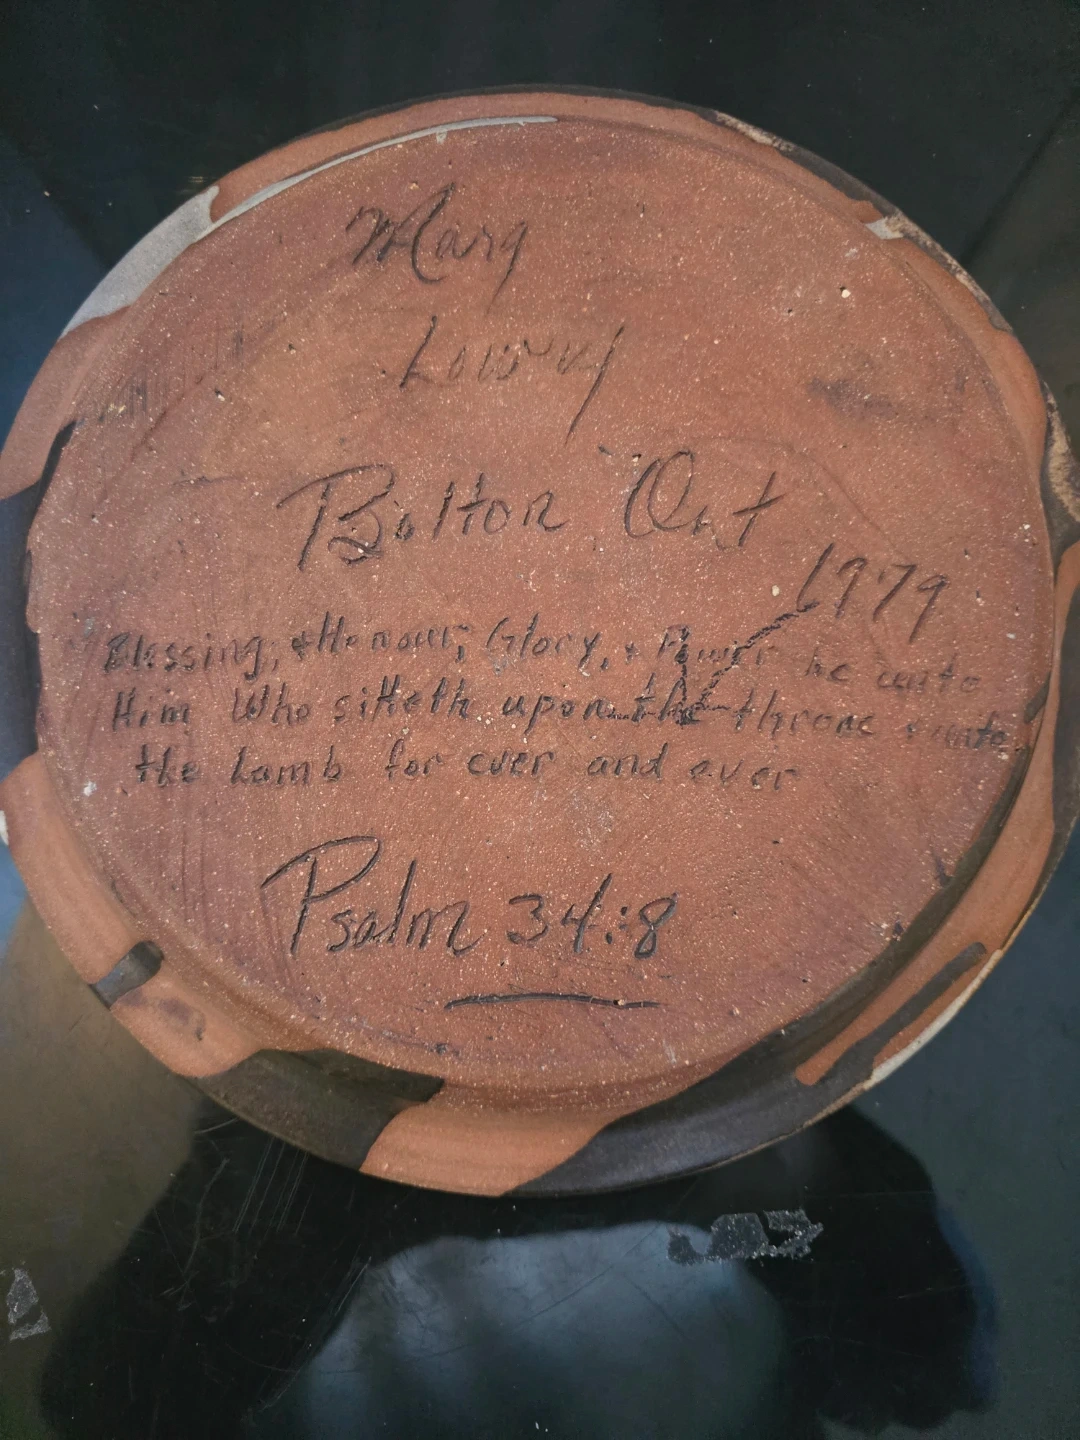 Mary
Lowry
Bolton Ont
1979
Blessing, + Honour, Glory, + Power be unto
Him Who sitteth upon the throne + unto
the Lamb for ever and ever
Psalm 34:8